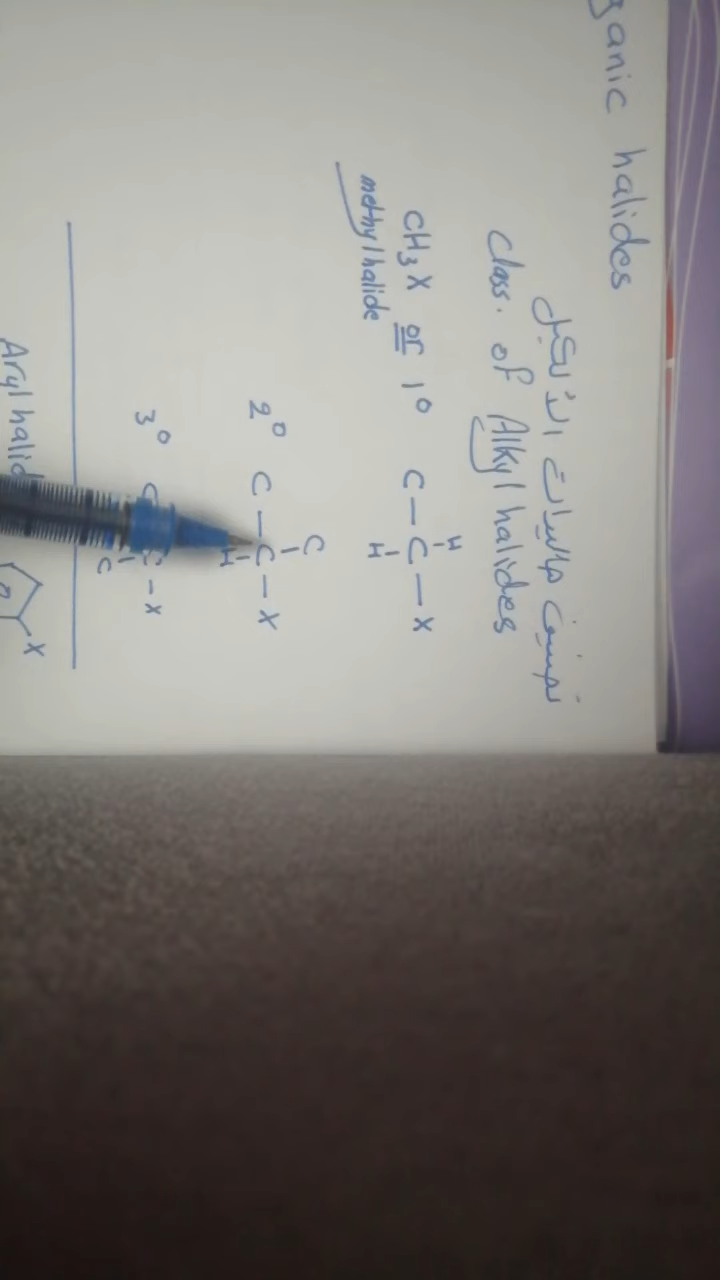 ganic halides
تصنيف هاليدات الألكيل
Class. of Alkyl halides
CH3X or 1° C-C-X
H
H
methyl halide
2° C-C-X
C
H
3° C-X
C
Aryl halid
X